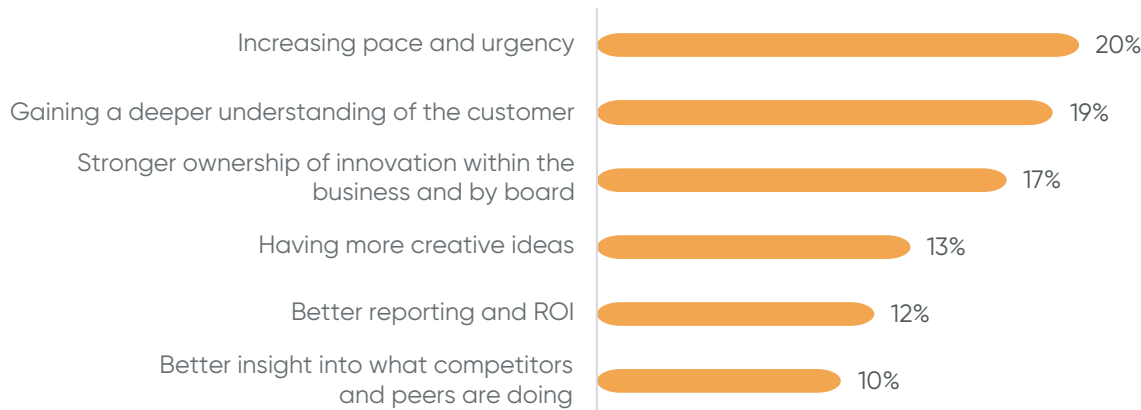 Increasing pace and urgency 20%
Gaining a deeper understanding of the customer 19%
Stronger ownership of innovation within the
business and by board 17%
Having more creative ideas 13%
Better reporting and ROI 12%
Better insight into what competitors
and peers are doing 10%